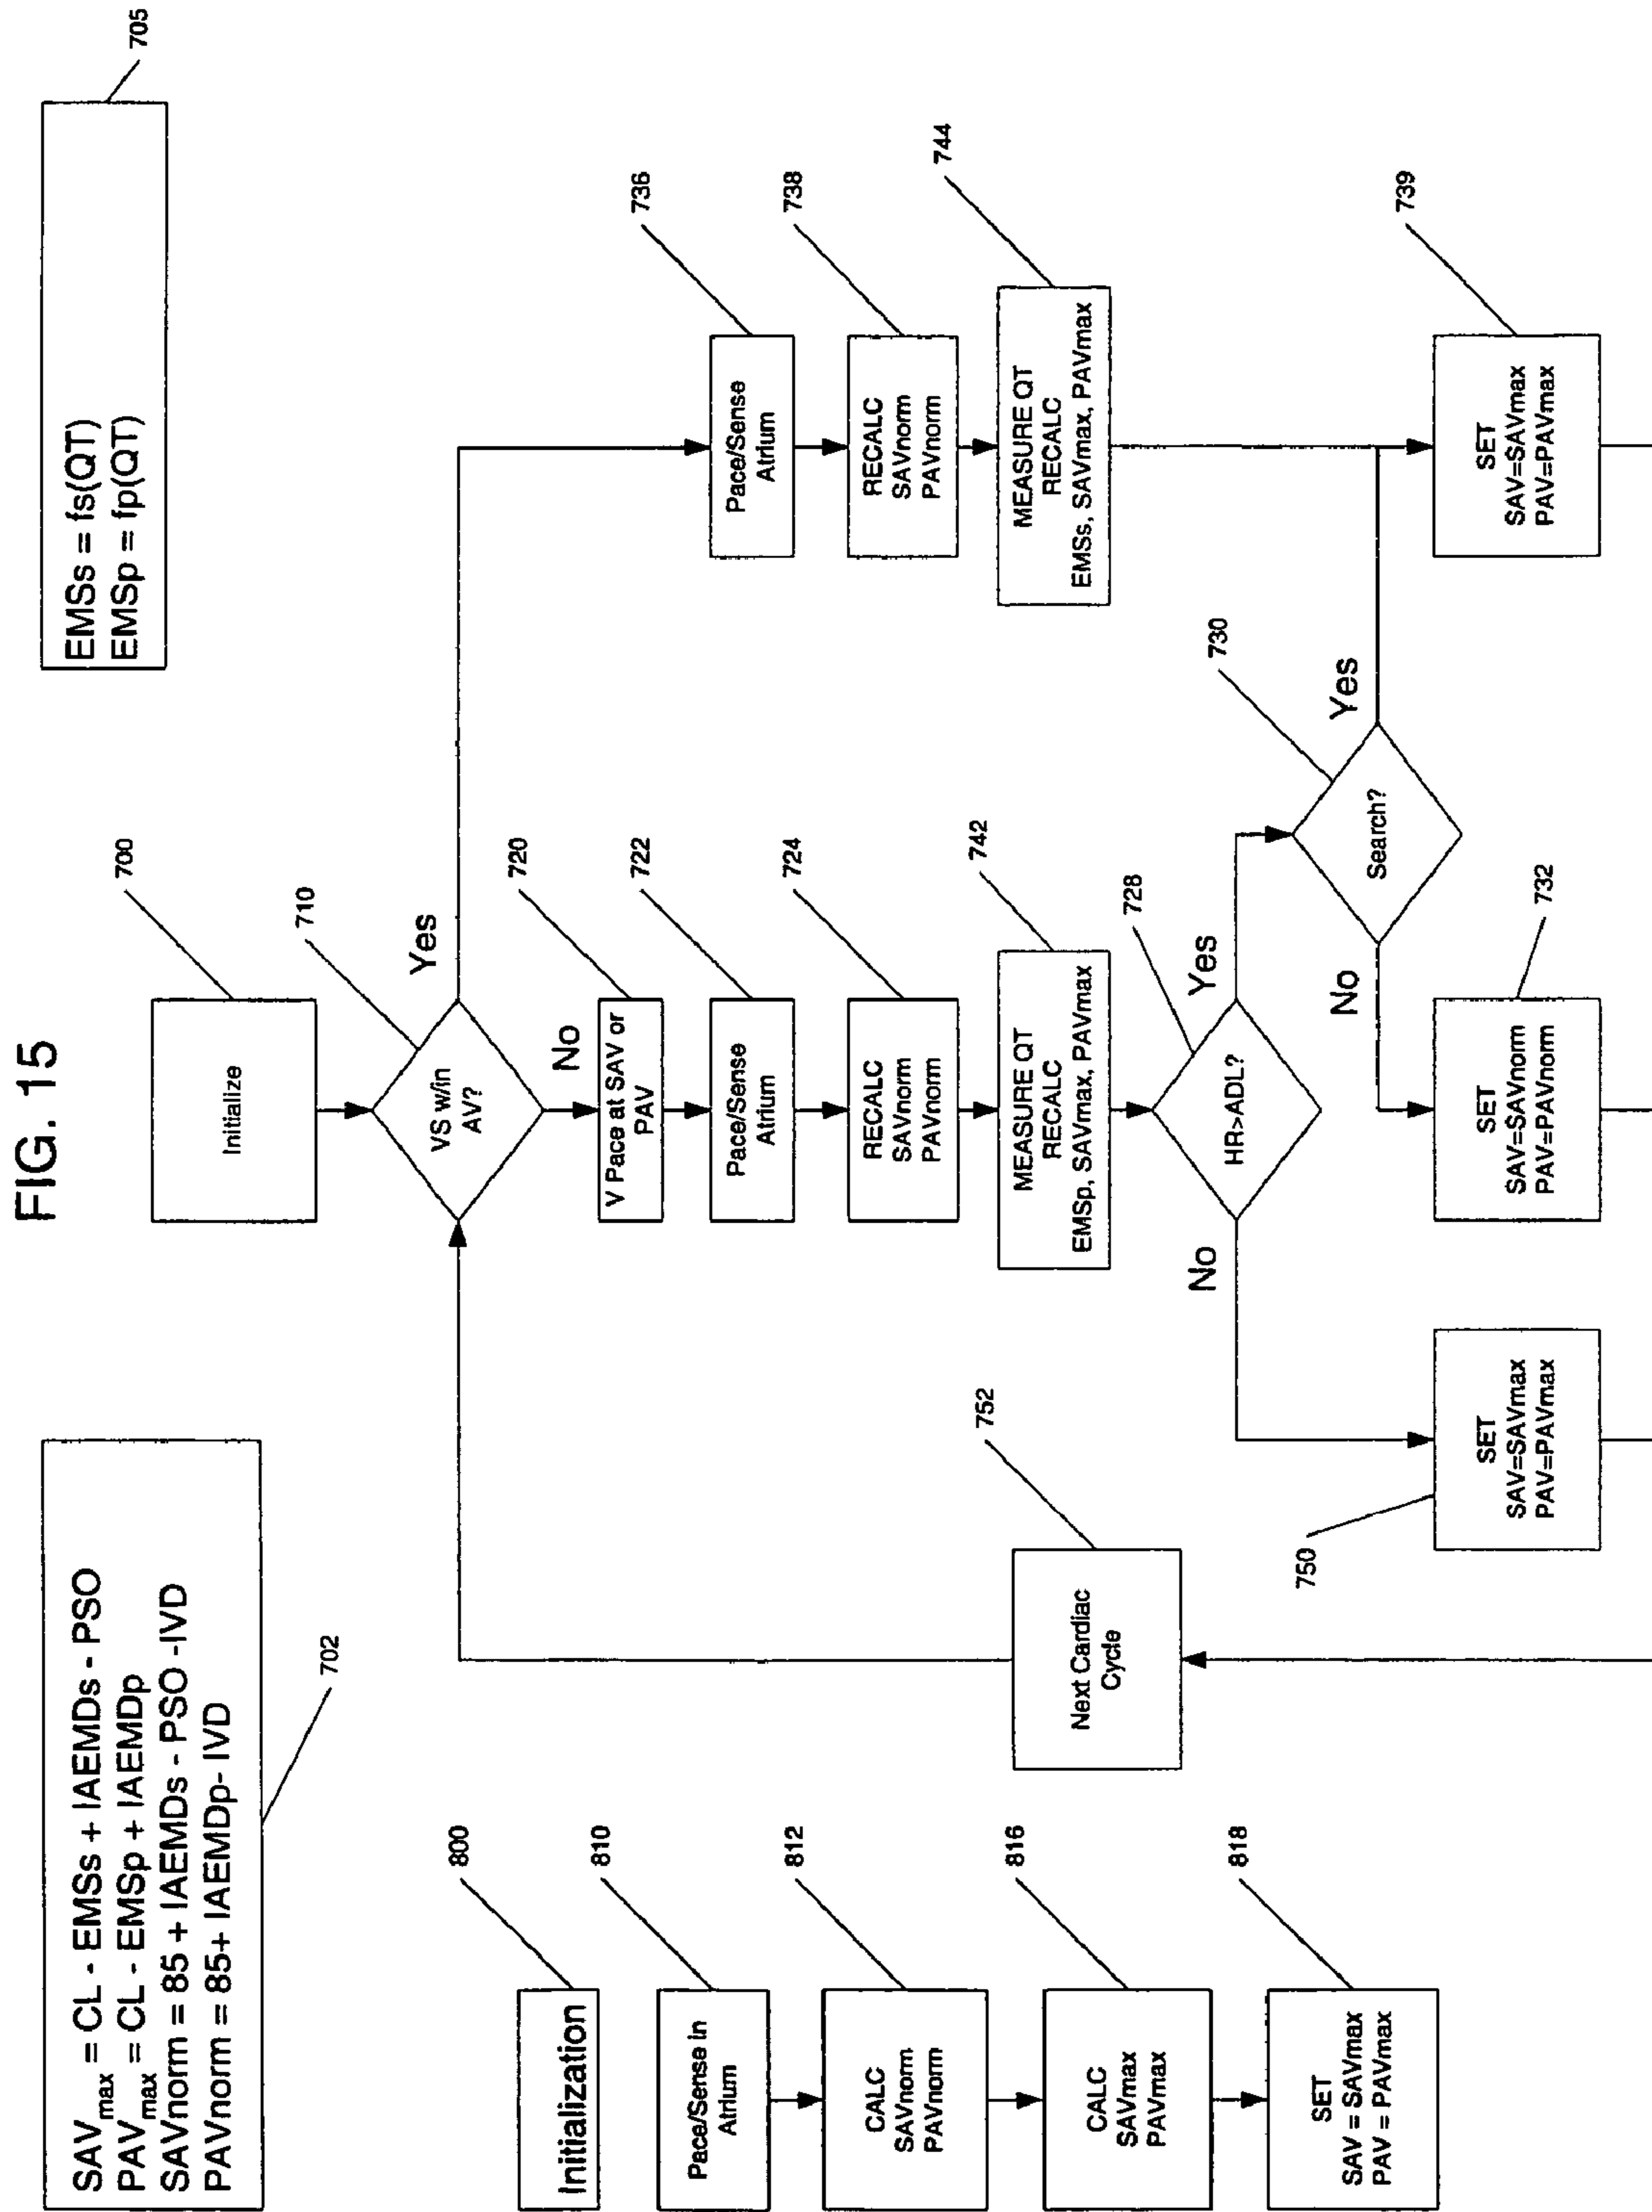 FIG. 15
SAVmax = CL - EMSs + IAEMDs - PSO
PAVmax = CL - EMSp + IAEMDp
SAVnorm = 85 + IAEMDs - PSO -IVD
PAVnorm = 85+ IAEMDp- IVD
702
EMSs = fs(QT)
EMSp = fp(QT)
705
Initialize
700
VS w/in
AV?
710
Yes
No
V Pace at SAV or
PAV
720
Pace/Sense
Atrium
722
RECALC
SAVnorm
PAVnorm
724
MEASURE QT
RECALC
EMSp, SAVmax, PAVmax
742
HR>ADL?
728
Yes
No
Search?
730
Yes
No
Pace/Sense
Atrium
736
RECALC
SAVnorm
PAVnorm
738
MEASURE QT
RECALC
EMSs, SAVmax, PAVmax
744
SET
SAV=SAVmax
PAV=PAVmax
739
SET
SAV=SAVnorm
PAV=PAVnorm
732
SET
SAV=SAVmax
PAV=PAVmax
750
Next Cardiac
Cycle
752
Initialization
800
Pace/Sense in
Atrium
810
CALC
SAVnorm
PAVnorm
812
CALC
SAVmax
PAVmax
816
SET
SAV = SAVmax
PAV = PAVmax
818